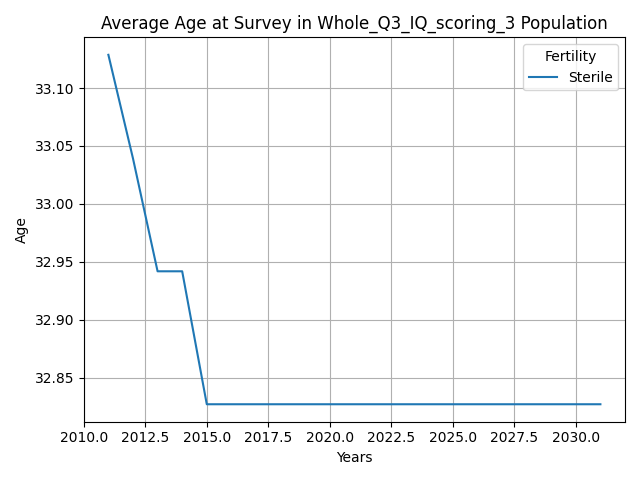 Average Age at Survey in Whole_Q3_IQ_scoring_3 Population
Fertility
Sterile
33.10
33.05
33.00
32.95
32.90
32.85
Age
2010.0 2012.5 2015.0 2017.5 2020.0 2022.5 2025.0 2027.5 2030.0
Years